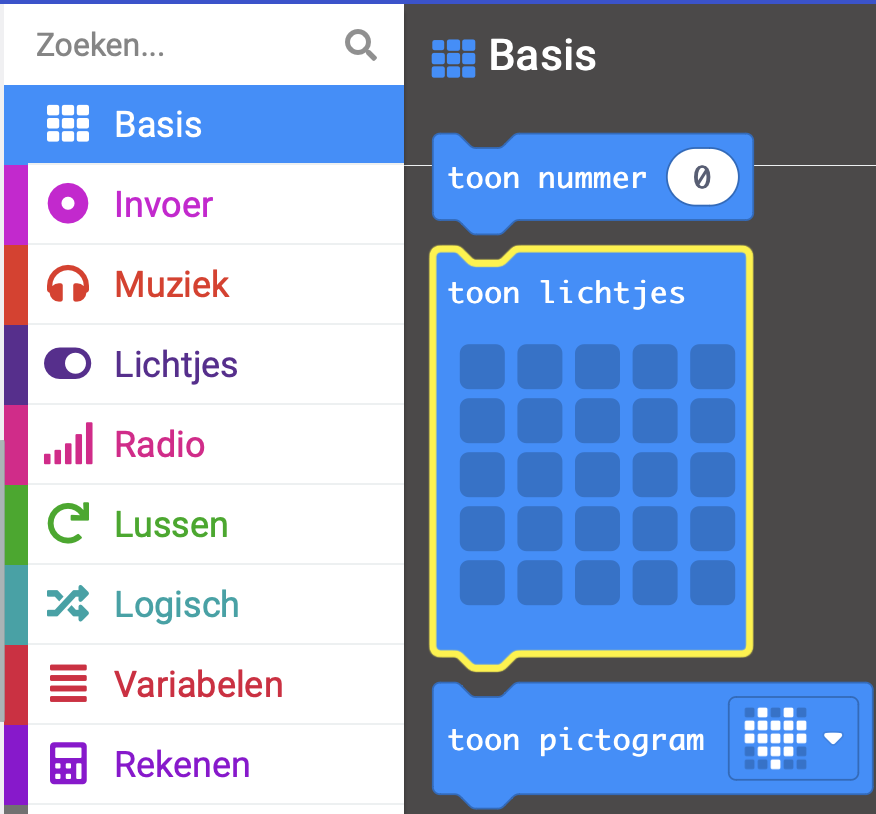 Zoeken...
Basis
Invoer
Muziek
Lichtjes
Radio
Lussen
Logisch
Variabelen
Rekenen
Basis
toon nummer 0
toon lichtjes
toon pictogram